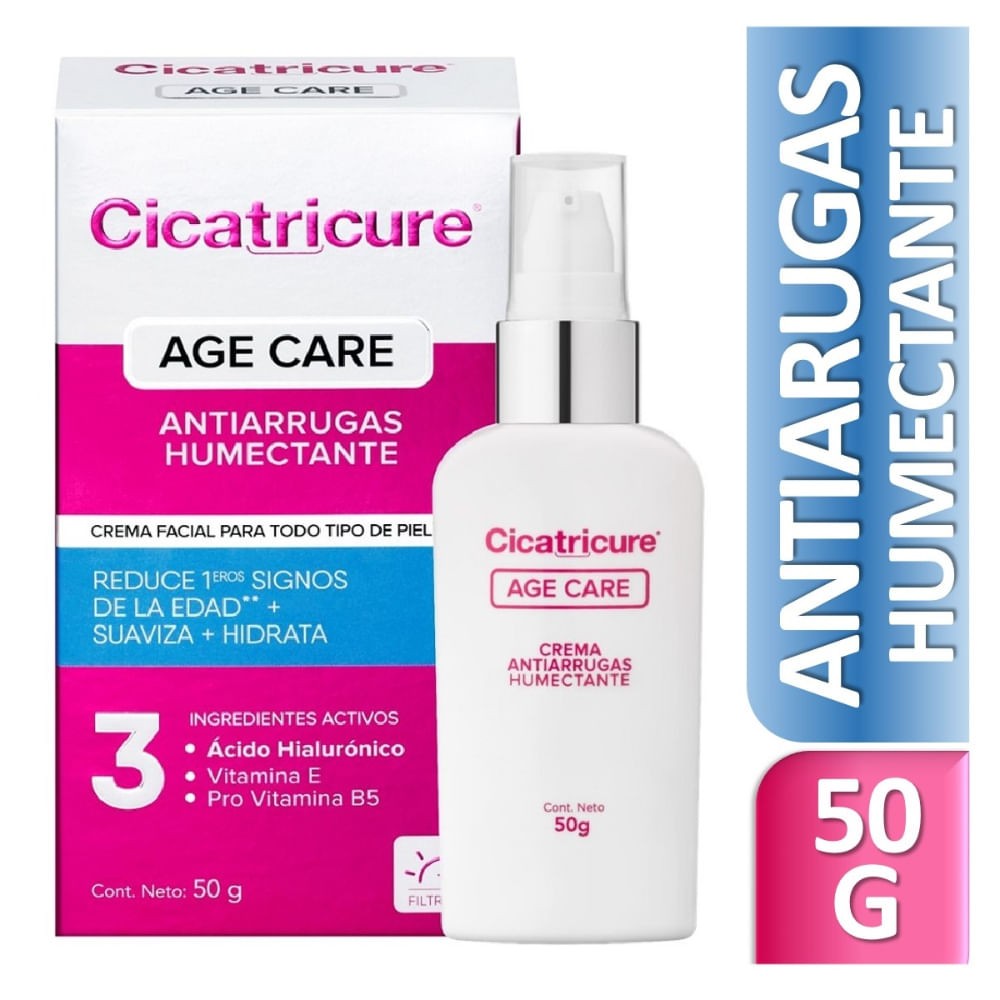 Cicatricure
AGE CARE
Cicatricure®
AGE CARE
ANTIARRUGAS
HUMECTANTE
CREMA FACIAL PARA TODO TIPO DE PIEL
REDUCE 1EROS SIGNOS
DE LA EDAD** +
SUAVIZA + HIDRATA
3
INGREDIENTES ACTIVOS
• Ácido Hialurónico
• Vitamina E
• Pro Vitamina B5
Cont. Neto: 50 g
Cicatricure®
AGE CARE
CREMA
ANTIARRUGAS
HUMECTANTE
Cont. Neto
50g
ANTIARUGAS
HUMECTANTE
50
G